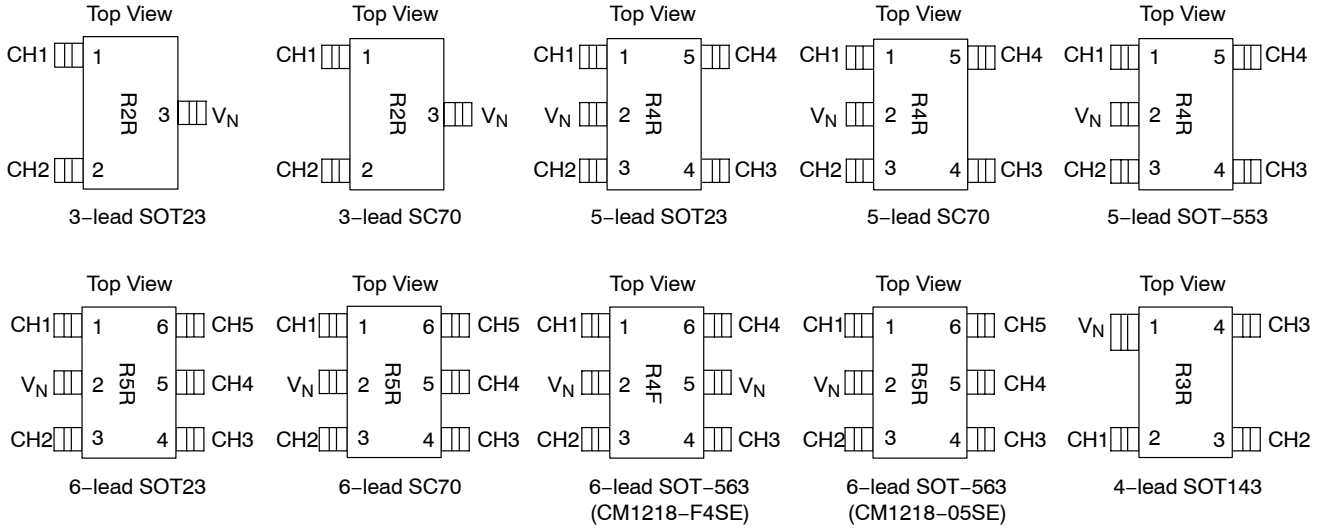 Top View
CH1
1
R2R
3
VN
CH2
2
3−lead SOT23
Top View
CH1
1
R2R
3
VN
CH2
2
3−lead SC70
Top View
CH1
1
5
CH4
VN
2
R4R
CH2
3
4
CH3
5−lead SOT23
Top View
CH1
1
5
CH4
VN
2
R4R
CH2
3
4
CH3
5−lead SC70
Top View
CH1
1
5
CH4
VN
2
R4R
CH2
3
4
CH3
5−lead SOT−553
Top View
CH1
1
6
CH5
VN
2
R5R
5
CH4
CH2
3
4
CH3
6−lead SOT23
Top View
CH1
1
6
CH5
VN
2
R5R
5
CH4
CH2
3
4
CH3
6−lead SC70
Top View
CH1
1
6
CH4
VN
2
R4F
5
VN
CH2
3
4
CH3
6−lead SOT−563
(CM1218−F4SE)
Top View
CH1
1
6
CH5
VN
2
R5R
5
CH4
CH2
3
4
CH3
6−lead SOT−563
(CM1218−05SE)
Top View
VN
1
4
CH3
R3R
CH1
2
3
CH2
4−lead SOT143